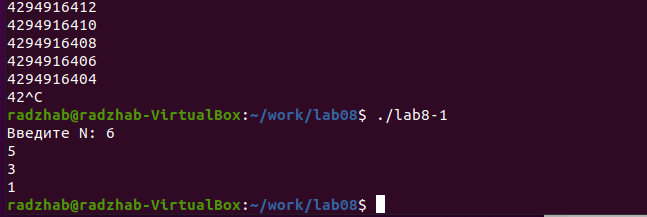 4294916412
4294916410
4294916408
4294916406
4294916404
42^C
radzhab@radzhab-VirtualBox:~/work/lab08$ ./lab8-1
Введите N: 6
5
3
1
radzhab@radzhab-VirtualBox:~/work/lab08$